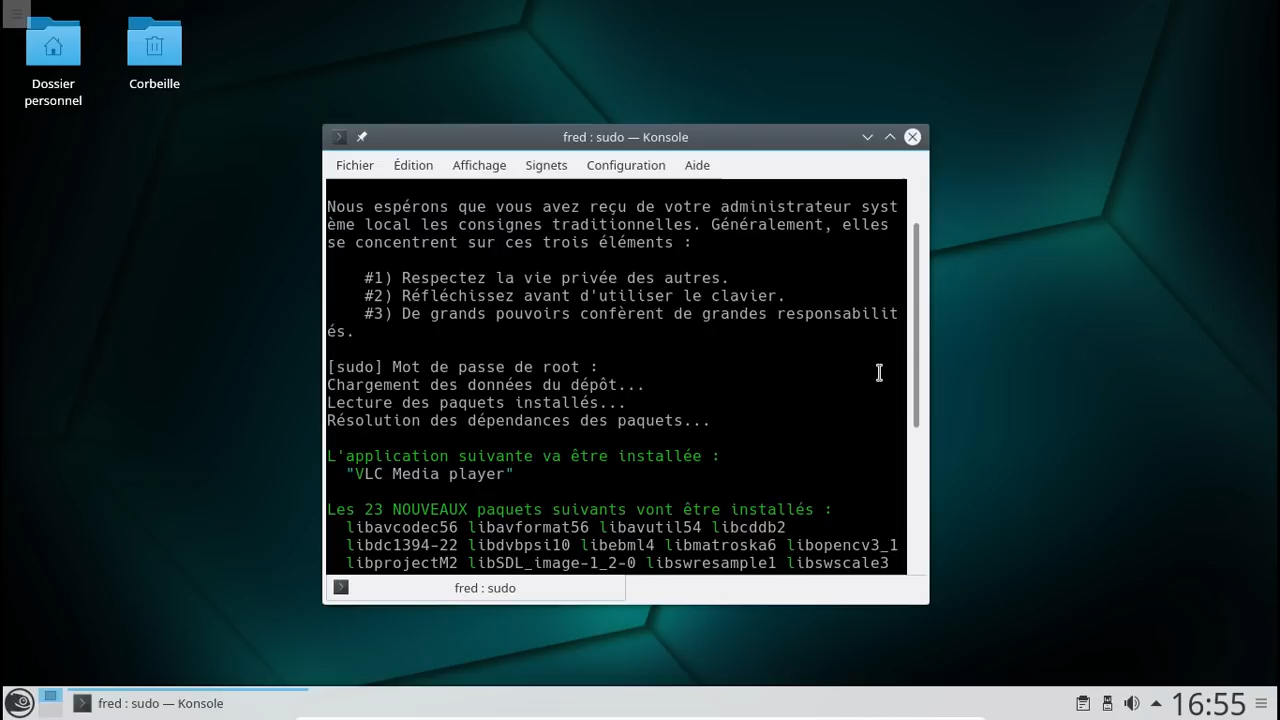 Dossier
personnel
Corbeille
fred : sudo — Konsole
Fichier Édition Affichage Signets Configuration Aide
Nous espérons que vous avez reçu de votre administrateur syst
ème local les consignes traditionnelles. Généralement, elles
se concentrent sur ces trois éléments :
#1) Respectez la vie privée des autres.
#2) Réfléchissez avant d'utiliser le clavier.
#3) De grands pouvoirs confèrent de grandes responsabilit
és.
[sudo] Mot de passe de root :
Chargement des données du dépôt...
Lecture des paquets installés...
Résolution des dépendances des paquets...
L'application suivante va être installée :
"VLC Media player"
Les 23 NOUVEAUX paquets suivants vont être installés :
libavcodec56 libavformat56 libavutil54 libcddb2
libdc1394-22 libdvbpsi10 libebml4 libmatroska6 libopencv3_1
libprojectM2 libSDL_image-1_2-0 libswresample1 libswscale3
fred : sudo
fred : sudo — Konsole
16:55